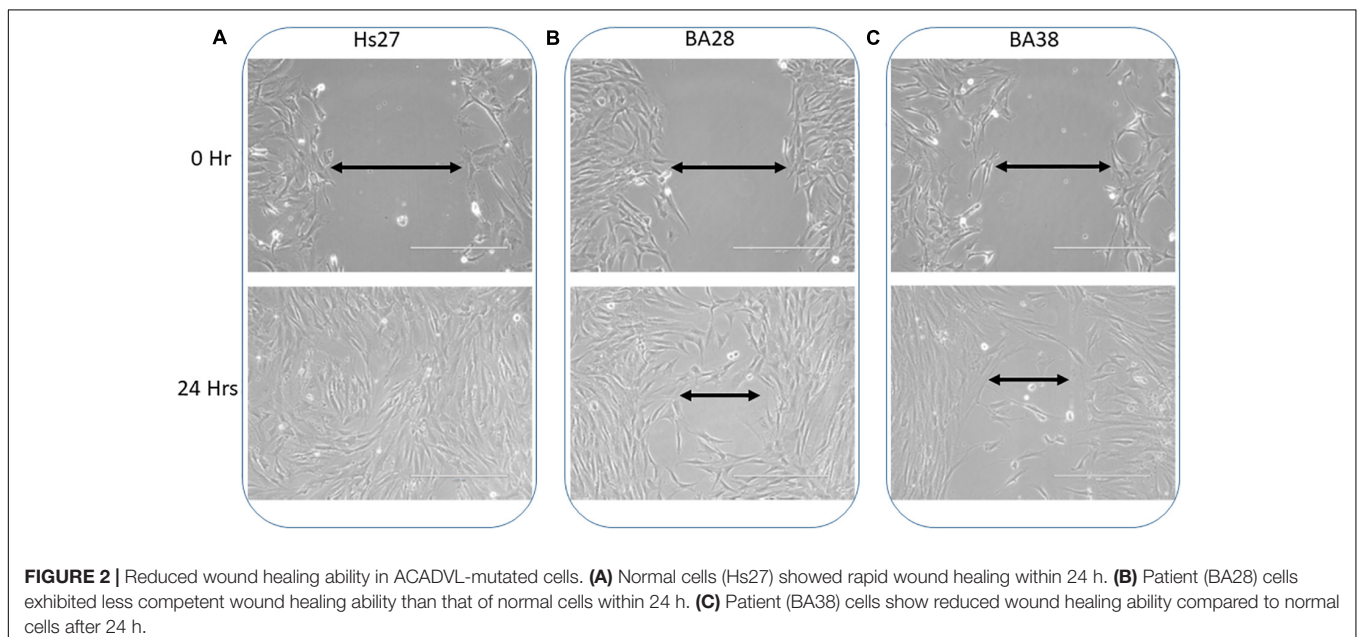 A
Hs27
B
BA28
C
BA38
0 Hr
24 Hrs
FIGURE 2 | Reduced wound healing ability in ACADVL-mutated cells. (A) Normal cells (Hs27) showed rapid wound healing within 24 h. (B) Patient (BA28) cells
exhibited less competent wound healing ability than that of normal cells within 24 h. (C) Patient (BA38) cells show reduced wound healing ability compared to normal
cells after 24 h.